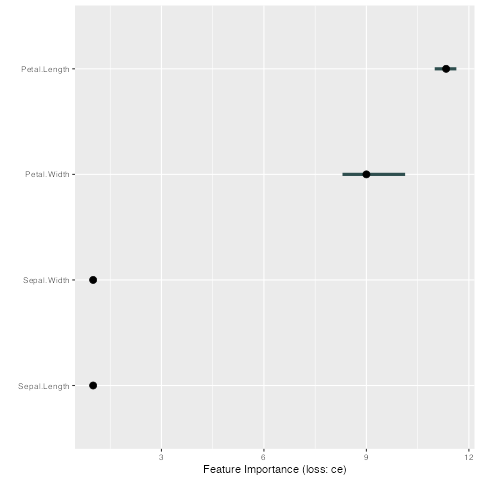 Petal.Length
Petal.Width
Sepal.Width
Sepal.Length
3 6 9 12
Feature Importance (loss: ce)